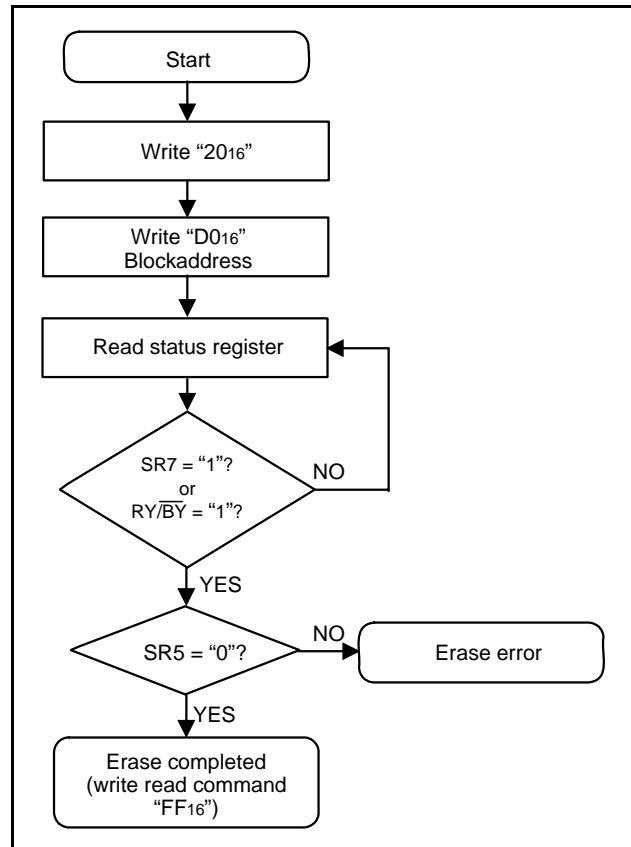 Start
Write “20₁₆”
Write “D0₁₆”
Blockaddress
Read status register
SR7 = “1”?
or
RY/B̅Y̅ = “1”?
NO
YES
SR5 = “0”?
NO
Erase error
YES
Erase completed
(write read command
“FF₁₆”)